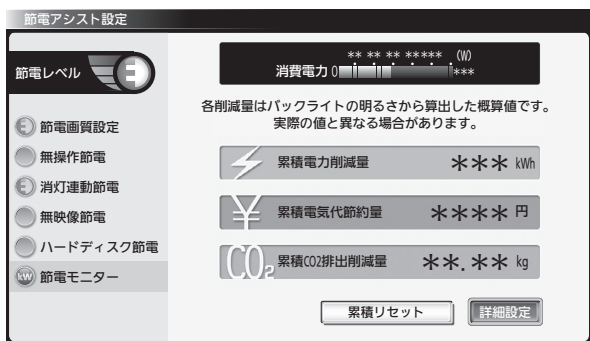 節電アシスト設定
節電レベル
E
** ** ** ***** (W)
消費電力 0 ***
各削減量はバックライトの明るさから算出した概算値です。
実際の値と異なる場合があります。
E 節電画質設定
無操作節電
E 消灯連動節電
無映像節電
ハードディスク節電
kW 節電モニター
累積電力削減量 *** kWh
¥ 累積電気代節約量 **** 円
CO2 累積CO2排出削減量 **.** kg
累積リセット
詳細設定